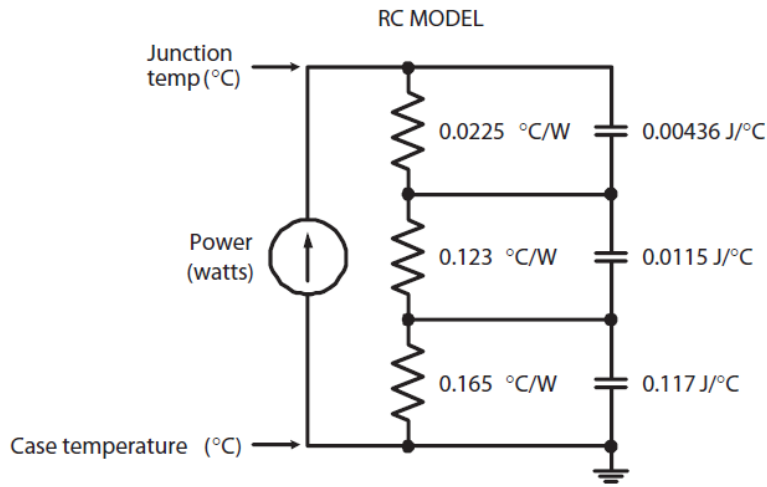 RC MODEL
Junction
temp (°C)
0.0225 °C/W
0.00436 J/°C
Power
(watts)
0.123 °C/W
0.0115 J/°C
0.165 °C/W
0.117 J/°C
Case temperature (°C)